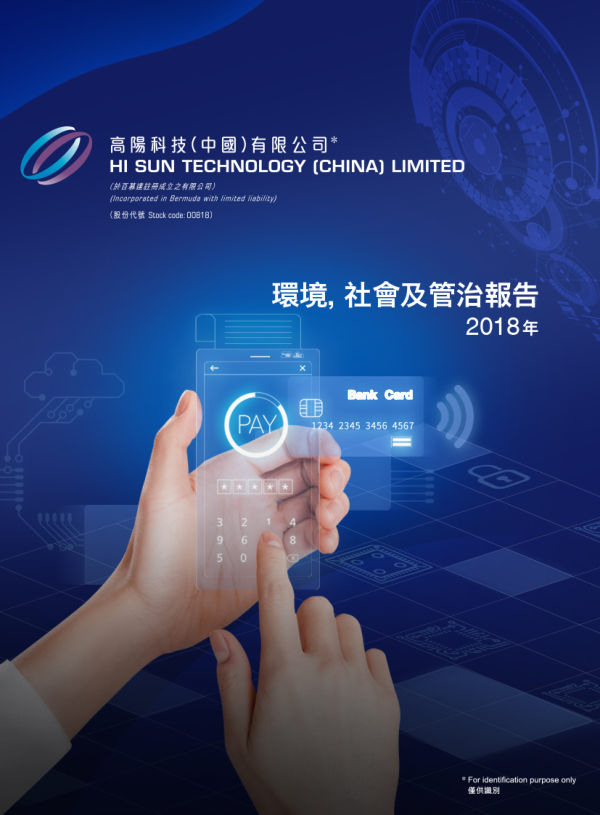 高陽科技(中國)有限公司*
HI SUN TECHNOLOGY (CHINA) LIMITED
(於百慕達註冊成立之有限公司)
(Incorporated in Bermuda with limited liability)
(股份代號 Stock code: 00818)
環境, 社會及管治報告
2018年
Bank Card
1234 2345 3456 4567
PAY
*****
3 2 1 4
9 6 8
5 0
* For identification purpose only
僅供識別